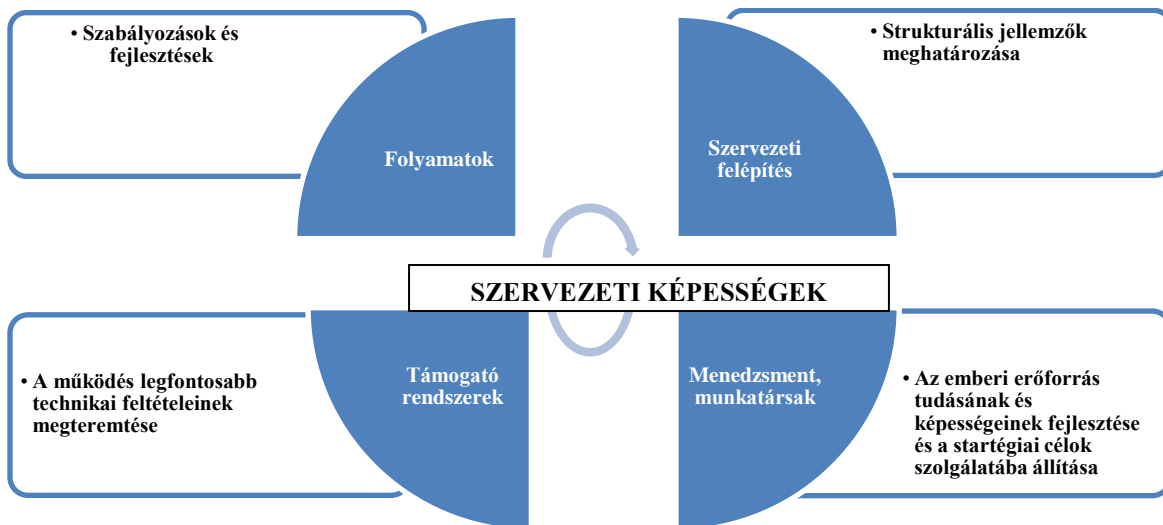 • Szabályozások és
fejlesztések
Folyamatok
Szervezeti
felépítés
• Strukturális jellemzők
meghatározása
SZERVEZETI KÉPESSÉGEK
• A működés legfontosabb
technikai feltételeinek
megteremtése
Támogató
rendszerek
Menedzsment,
munkatársak
• Az emberi erőforrás
tudásának és
képességeinek fejlesztése
és a startégiai célok
szolgálatába állítása